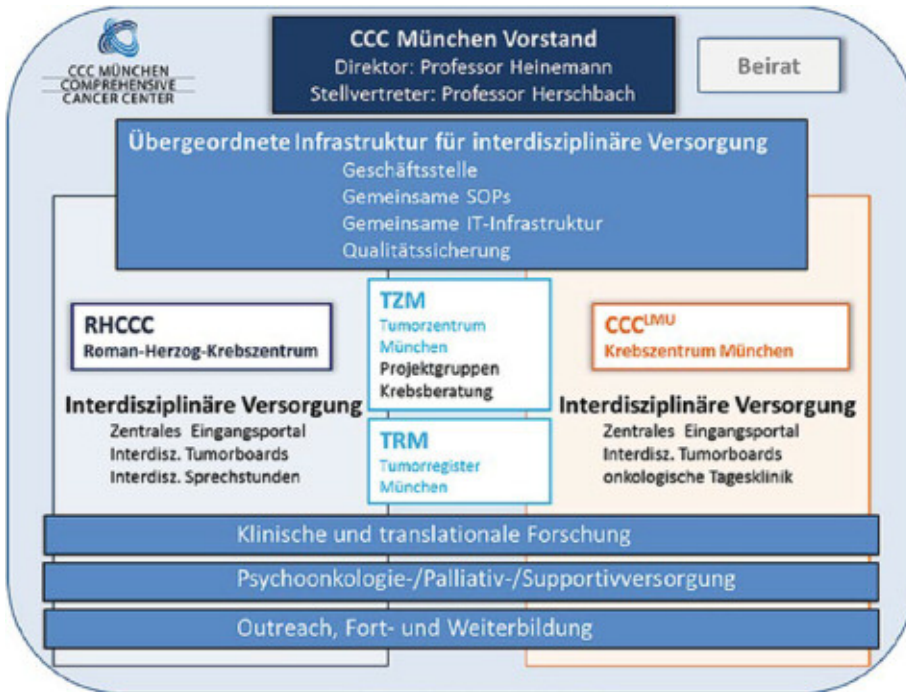 CCC MÜNCHEN
COMPREHENSIVE
CANCER CENTER
CCC München Vorstand
Direktor: Professor Heinemann
Stellvertreter: Professor Herschbach
Beirat
Übergeordnete Infrastruktur für interdisziplinäre Versorgung
Geschäftsstelle
Gemeinsame SOPs
Gemeinsame IT-Infrastruktur
Qualitätssicherung
RHCCC
Roman-Herzog-Krebszentrum
Interdisziplinäre Versorgung
Zentrales Eingangsportal
Interdisz. Tumorboards
Interdisz. Sprechstunden
TZM
Tumorzentrum
München
Projektgruppen
Krebsberatung
TRM
Tumorregister
München
CCC^LMU
Krebszentrum München
Interdisziplinäre Versorgung
Zentrales Eingangsportal
Interdisz. Tumorboards
onkologische Tagesklinik
Klinische und translationale Forschung
Psychoonkologie-/Palliativ-/Supportivversorgung
Outreach, Fort- und Weiterbildung